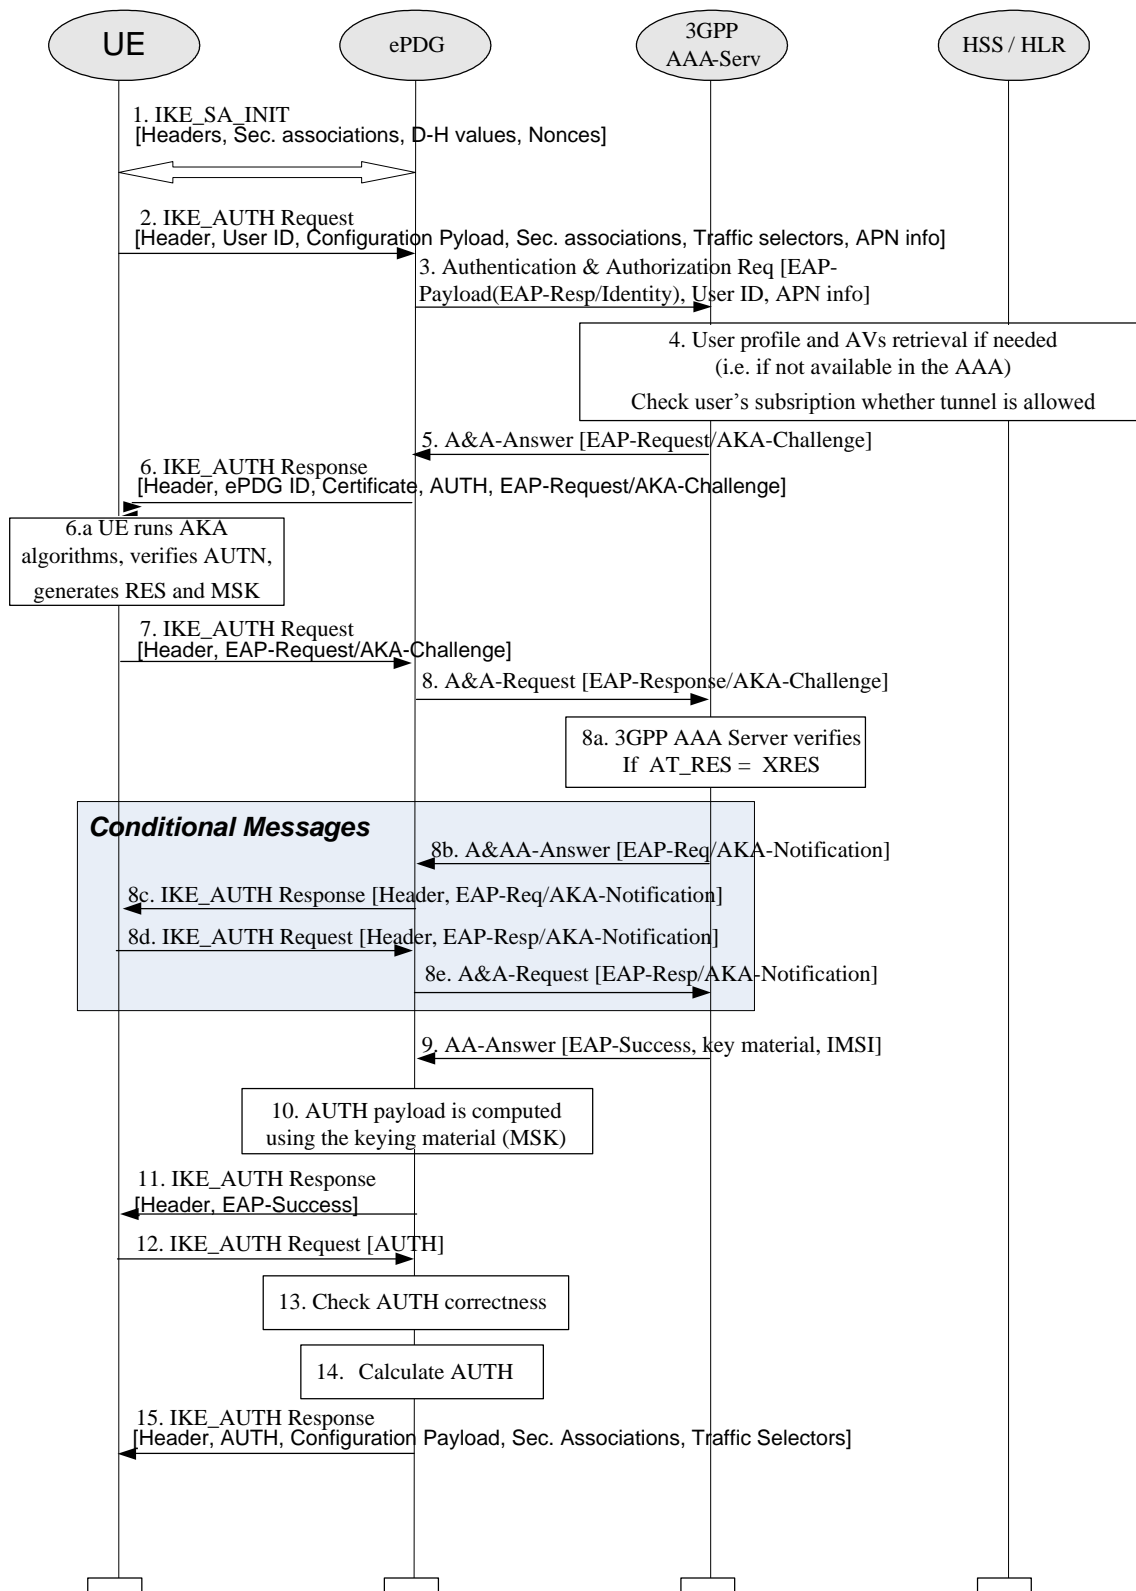 UE
ePDG
3GPP
AAA-Serv
HSS / HLR
1. IKE_SA_INIT
[Headers, Sec. associations, D-H values, Nonces]
2. IKE_AUTH Request
[Header, User ID, Configuration Pyload, Sec. associations, Traffic selectors, APN info]
3. Authentication & Authorization Req [EAP-
Payload(EAP-Resp/Identity), User ID, APN info]
4. User profile and AVs retrieval if needed
(i.e. if not available in the AAA)
Check user's subsription whether tunnel is allowed
5. A&A-Answer [EAP-Request/AKA-Challenge]
6. IKE_AUTH Response
[Header, ePDG ID, Certificate, AUTH, EAP-Request/AKA-Challenge]
6.a UE runs AKA
algorithms, verifies AUTN,
generates RES and MSK
7. IKE_AUTH Request
[Header, EAP-Request/AKA-Challenge]
8. A&A-Request [EAP-Response/AKA-Challenge]
8a. 3GPP AAA Server verifies
If AT_RES = XRES
Conditional Messages
8b. A&AA-Answer [EAP-Req/AKA-Notification]
8c. IKE_AUTH Response [Header, EAP-Req/AKA-Notification]
8d. IKE_AUTH Request [Header, EAP-Resp/AKA-Notification]
8e. A&A-Request [EAP-Resp/AKA-Notification]
9. AA-Answer [EAP-Success, key material, IMSI]
10. AUTH payload is computed
using the keying material (MSK)
11. IKE_AUTH Response
[Header, EAP-Success]
12. IKE_AUTH Request [AUTH]
13. Check AUTH correctness
14. Calculate AUTH
15. IKE_AUTH Response
[Header, AUTH, Configuration Payload, Sec. Associations, Traffic Selectors]